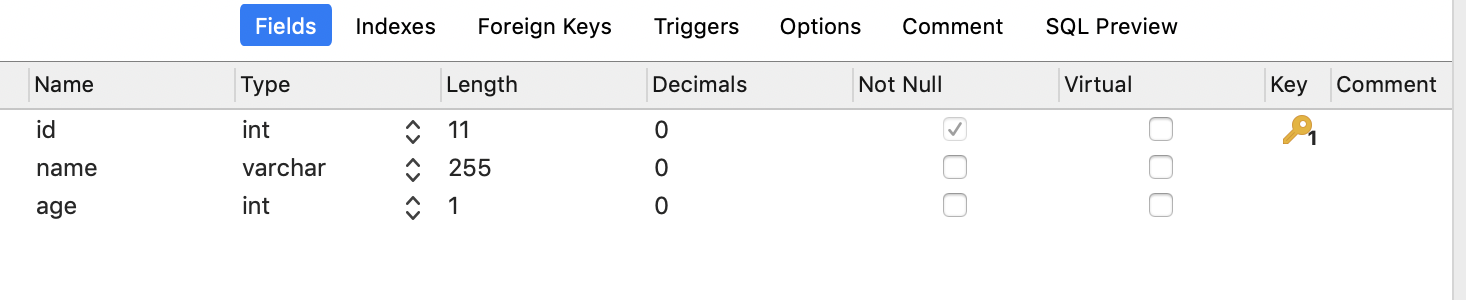 Fields Indexes Foreign Keys Triggers Options Comment SQL Preview
Name Type Length Decimals Not Null Virtual Key Comment
id int 11 0 1
name varchar 255 0
age int 1 0